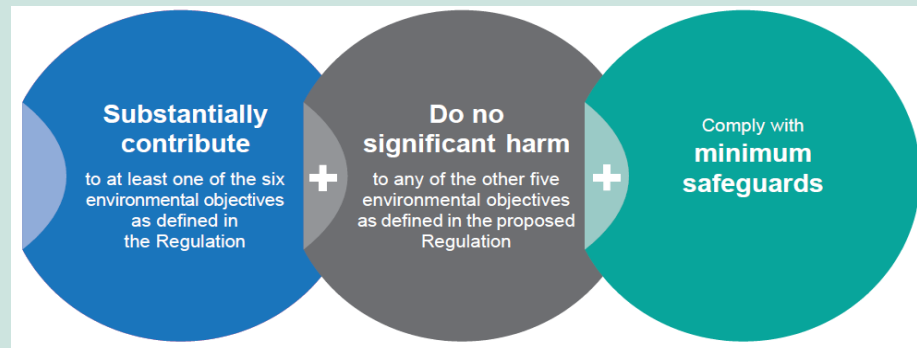 Substantially
contribute
to at least one of the six
environmental objectives
as defined in
the Regulation
+
Do no
significant harm
to any of the other five
environmental objectives
as defined in the proposed
Regulation
+
Comply with
minimum
safeguards